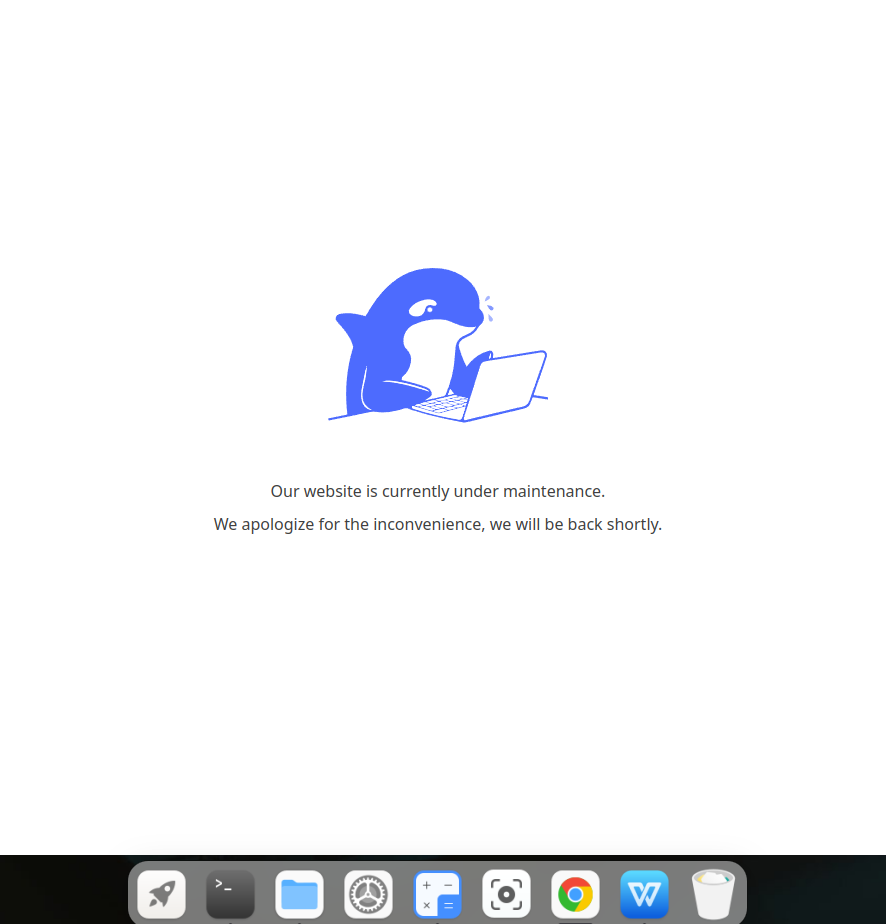 Our website is currently under maintenance.
We apologize for the inconvenience, we will be back shortly.